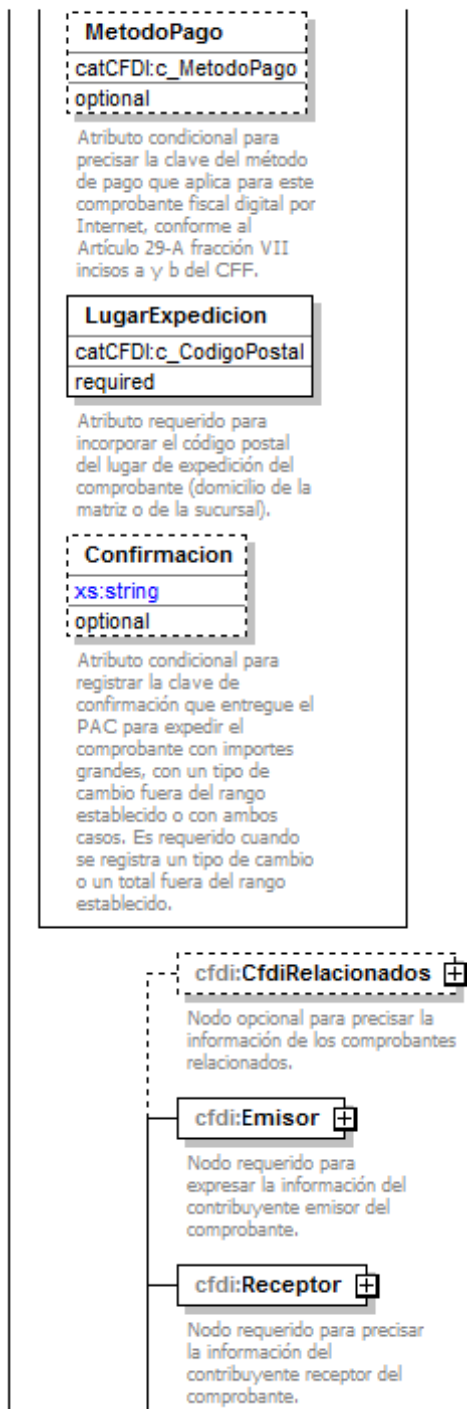 MetodoPago
catCFDI:c_MetodoPago
optional
Atributo condicional para
precisar la clave del método
de pago que aplica para este
comprobante fiscal digital por
Internet, conforme al
Artículo 29-A fracción VII
incisos a y b del CFF.
LugarExpedicion
catCFDI:c_CodigoPostal
required
Atributo requerido para
incorporar el código postal
del lugar de expedición del
comprobante (domicilio de la
matriz o de la sucursal).
Confirmacion
xs:string
optional
Atributo condicional para
registrar la clave de
confirmación que entregue el
PAC para expedir el
comprobante con importes
grandes, con un tipo de
cambio fuera del rango
establecido o con ambos
casos. Es requerido cuando
se registra un tipo de cambio
o un total fuera del rango
establecido.
cfdi:CfdiRelacionados
Nodo opcional para precisar la
información de los comprobantes
relacionados.
cfdi:Emisor
Nodo requerido para
expresar la información del
contribuyente emisor del
comprobante.
cfdi:Receptor
Nodo requerido para precisar
la información del
contribuyente receptor del
comprobante.